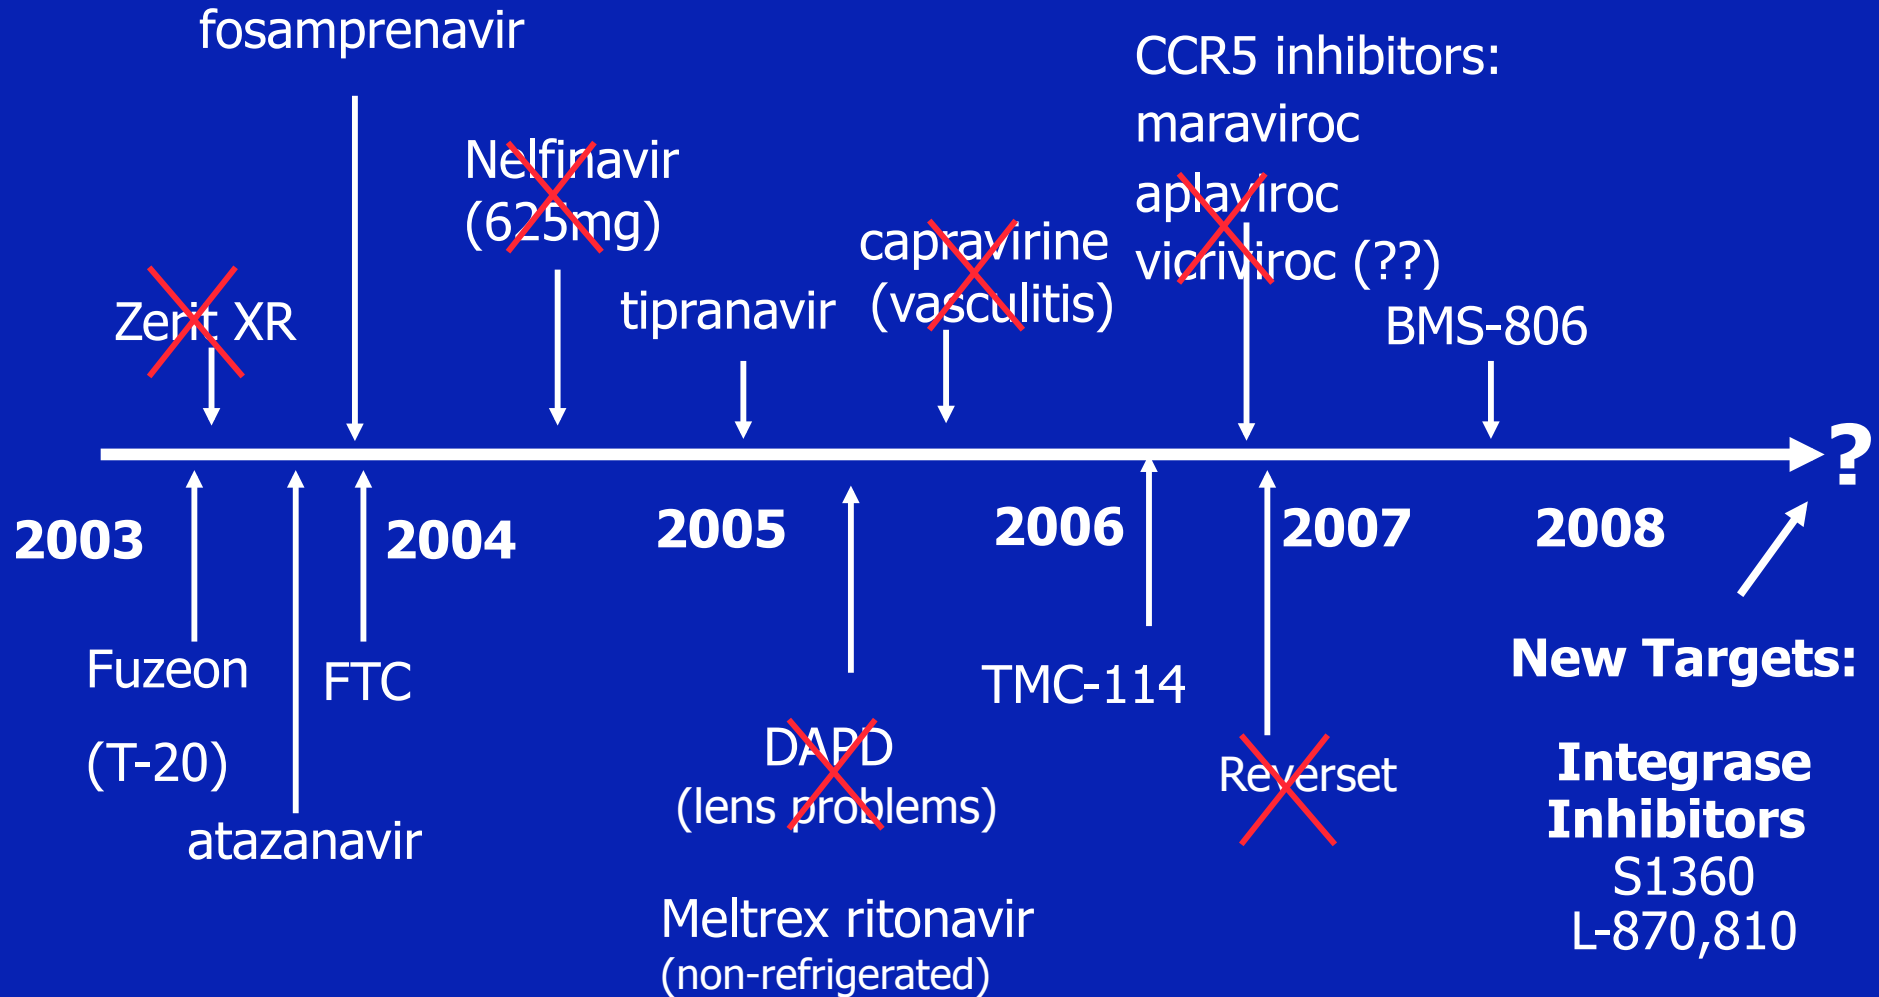 fosamprenavir
CCR5 inhibitors:
maraviroc
aplaviroc
vicriviroc (??)
Nelfinavir
(625mg)
capravirine
(vasculitis)
Zerit XR
tipranavir
BMS-806
?
2003
2004
2005
2006
2007
2008
Fuzeon
(T-20)
FTC
atazanavir
DAPD
(lens problems)
Meltrex ritonavir
(non-refrigerated)
TMC-114
Reverset
New Targets:
Integrase
Inhibitors
S1360
L-870,810